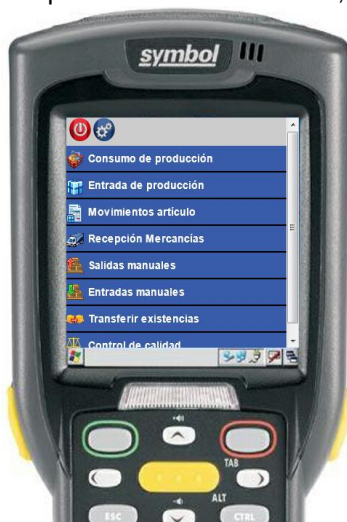 symbol
Consumo de producción
Entrada de producción
Movimientos artículo
Recepción Mercancías
Salidas manuales
Entradas manuales
Transferir existencias
Control de calidad
TAB
ALT
ESC
CTRL